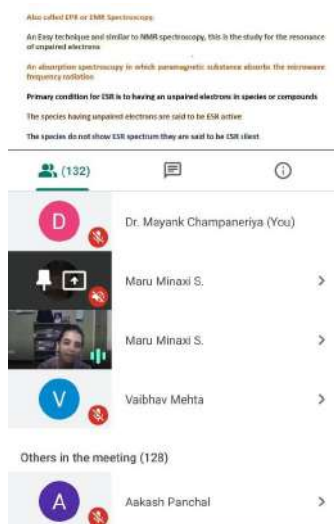 Also called EPR or EMR Spectroscopy.
An Easy technique and similar to NMR spectroscopy, this is the study for the resonance
of unpaired electrons
An absorption spectroscopy in which paramagnetic substance absorbs the microwave
frequency radiation
Primary condition for ESR is to having an unpaired electrons in species or compounds
The species having unpaired electrons are said to be ESR active
The species do not show ESR spectrum they are said to be ESR silent
(132)
D
Dr. Mayank Champaneriya (You)
Maru Minaxi S.
Maru Minaxi S.
V
Vaibhav Mehta
Others in the meeting (128)
A
Aakash Panchal